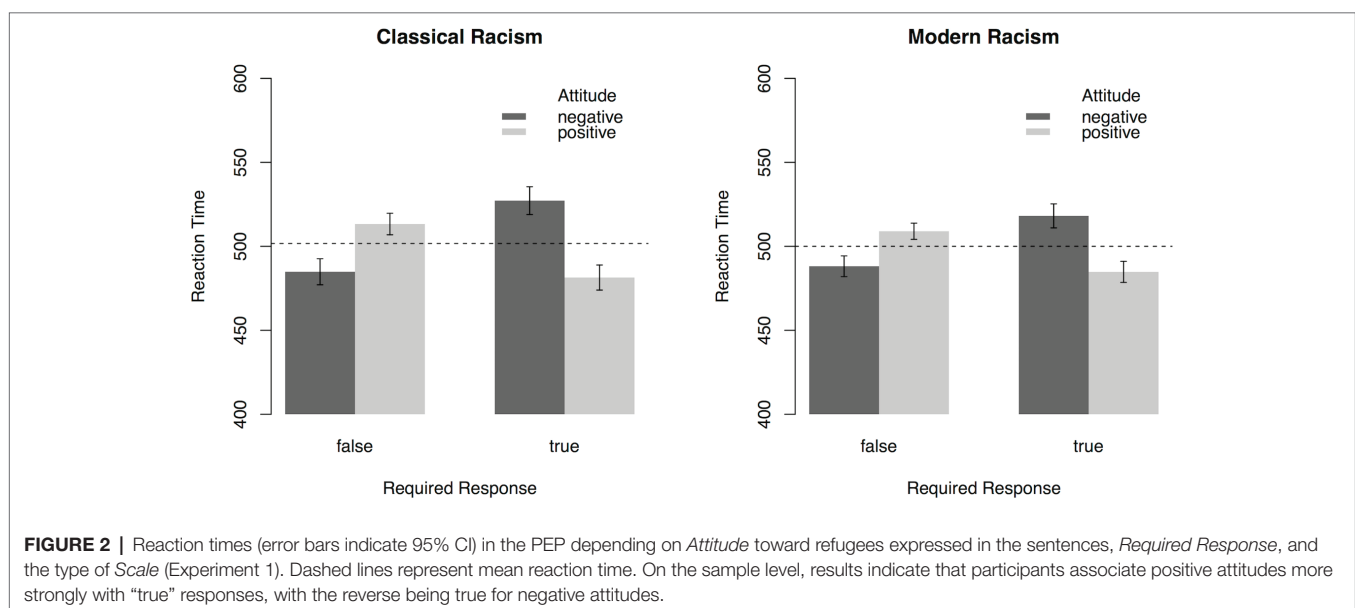 Classical Racism
Reaction Time
600
550
500
450
400
Attitude
negative
positive
false
true
Required Response
Modern Racism
Reaction Time
600
550
500
450
400
Attitude
negative
positive
false
true
Required Response
FIGURE 2 | Reaction times (error bars indicate 95% CI) in the PEP depending on Attitude toward refugees expressed in the sentences, Required Response, and
the type of Scale (Experiment 1). Dashed lines represent mean reaction time. On the sample level, results indicate that participants associate positive attitudes more
strongly with “true” responses, with the reverse being true for negative attitudes.